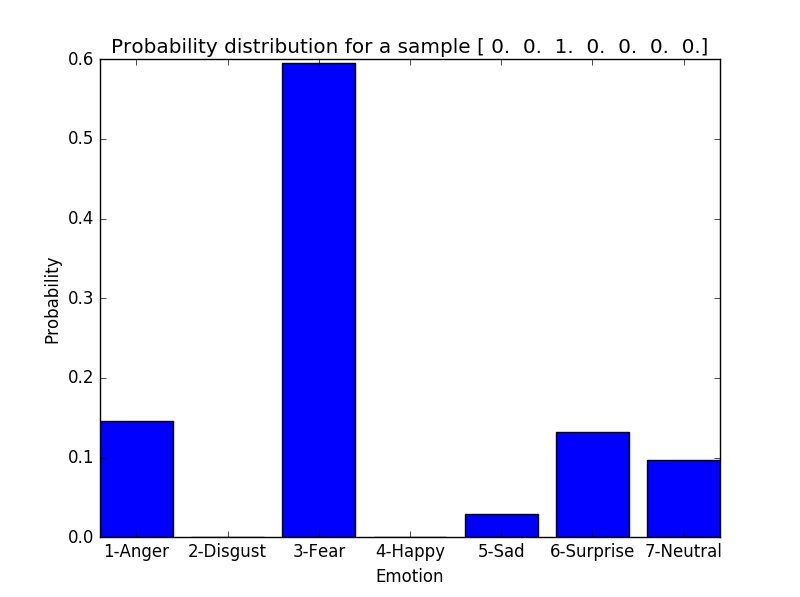 Probability distribution for a sample [ 0. 0. 1. 0. 0. 0. 0.]
0.6
0.5
0.4
0.3
0.2
0.1
0.0
Probability
1-Anger 2-Disgust 3-Fear 4-Happy 5-Sad 6-Surprise 7-Neutral
Emotion